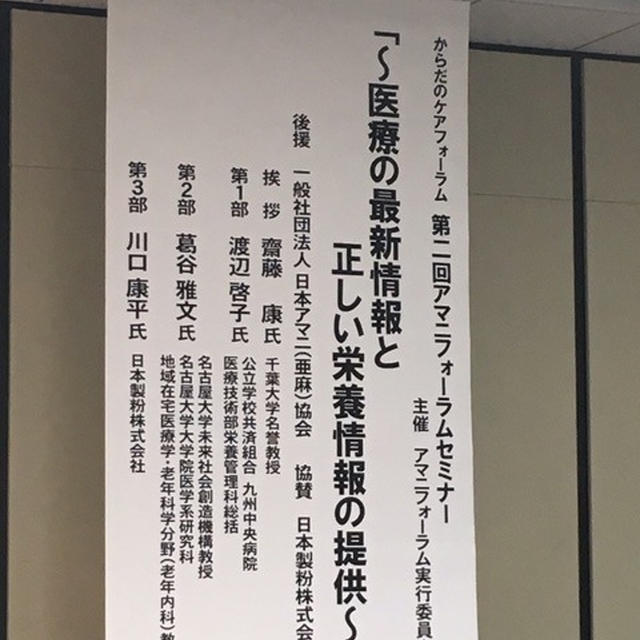 からだのケアフォーラム 第二回アマニフォーラムセミナー
主催 アマニフォーラム実行委員
「～医療の最新情報と
正しい栄養情報の提供～
後援 一般社団法人 日本アマニ(亜麻)協会 協賛 日本製粉株式会
挨 拶 齋藤 康氏 千葉大学名誉教授
第1部 渡辺 啓子氏 公立学校共済組合 九州中央病院
医療技術部栄養管理科総括
第2部 葛谷 雅文氏 名古屋大学未来社会創造機構教授
名古屋大学大学院医学系研究科
地域在宅医療学・老年科学分野(老年内科)教
第3部 川口 康平氏 日本製粉株式会社